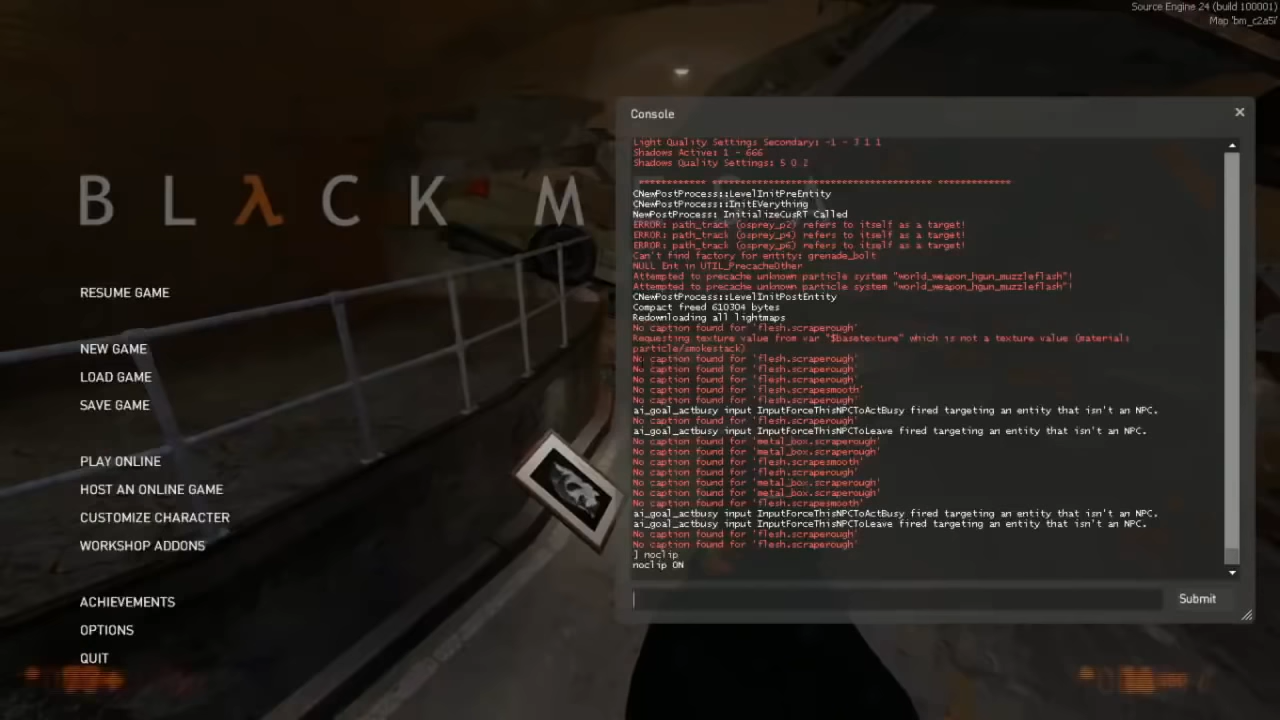 Source Engine 24 (build 100001)
Map 'bm_c2a5i'
BLλCK M
RESUME GAME
NEW GAME
LOAD GAME
SAVE GAME
PLAY ONLINE
HOST AN ONLINE GAME
CUSTOMIZE CHARACTER
WORKSHOP ADDONS
ACHIEVEMENTS
OPTIONS
QUIT
Console
Light Quality Settings Secondary: -1 - 3 1 1
Shadows Active: 1 - 666
Shadows Quality Settings: 5 0 2
CNewPostProcess::LevelInitPreEntity
CNewPostProcess::InitEVerything
NewPostProcess: InitializeCusRT Called
ERROR: path_track (osprey_p2) refers to itself as a target!
ERROR: path_track (osprey_p4) refers to itself as a target!
ERROR: path_track (osprey_p6) refers to itself as a target!
Can't find factory for entity: grenade_bolt
NULL Ent in UTIL_PrecacheOther
Attempted to precache unknown particle system "world_weapon_hgun_muzzleflash"!
Attempted to precache unknown particle system "world_weapon_hgun_muzzleflash"!
CNewPostProcess::LevelInitPostEntity
Compact freed 610304 bytes
Redownloading all lightmaps
No caption found for 'flesh.scraperough'
Requesting texture value from var "$basetexture" which is not a texture value (material:
particle/smokestack)
No caption found for 'flesh.scraperough'
No caption found for 'flesh.scraperough'
No caption found for 'flesh.scraperough'
No caption found for 'flesh.scrapesmooth'
No caption found for 'flesh.scraperough'
ai_goal_actbusy input InputForceThisNPCToActBusy fired targeting an entity that isn't an NPC.
No caption found for 'flesh.scraperough'
ai_goal_actbusy input InputForceThisNPCToLeave fired targeting an entity that isn't an NPC.
No caption found for 'metal_box.scraperough'
No caption found for 'metal_box.scraperough'
No caption found for 'flesh.scrapesmooth'
No caption found for 'flesh.scraperough'
No caption found for 'metal_box.scraperough'
No caption found for 'metal_box.scraperough'
No caption found for 'flesh.scrapesmooth'
ai_goal_actbusy input InputForceThisNPCToActBusy fired targeting an entity that isn't an NPC.
ai_goal_actbusy input InputForceThisNPCToLeave fired targeting an entity that isn't an NPC.
No caption found for 'flesh.scraperough'
No caption found for 'flesh.scraperough'
] noclip
noclip ON
Submit